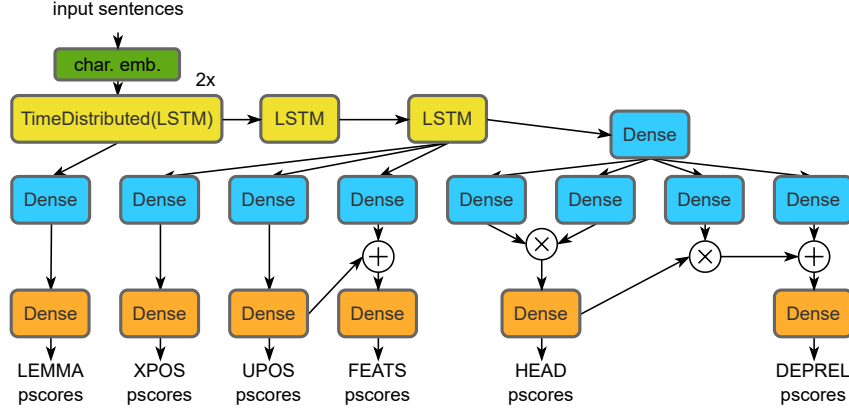 input sentences
char. emb.
2x
TimeDistributed(LSTM)
LSTM
LSTM
Dense
Dense
Dense
Dense
Dense
Dense
Dense
Dense
Dense
×
+
×
+
Dense
Dense
Dense
Dense
Dense
Dense
LEMMA
pscores
XPOS
pscores
UPOS
pscores
FEATS
pscores
HEAD
pscores
DEPREL
pscores